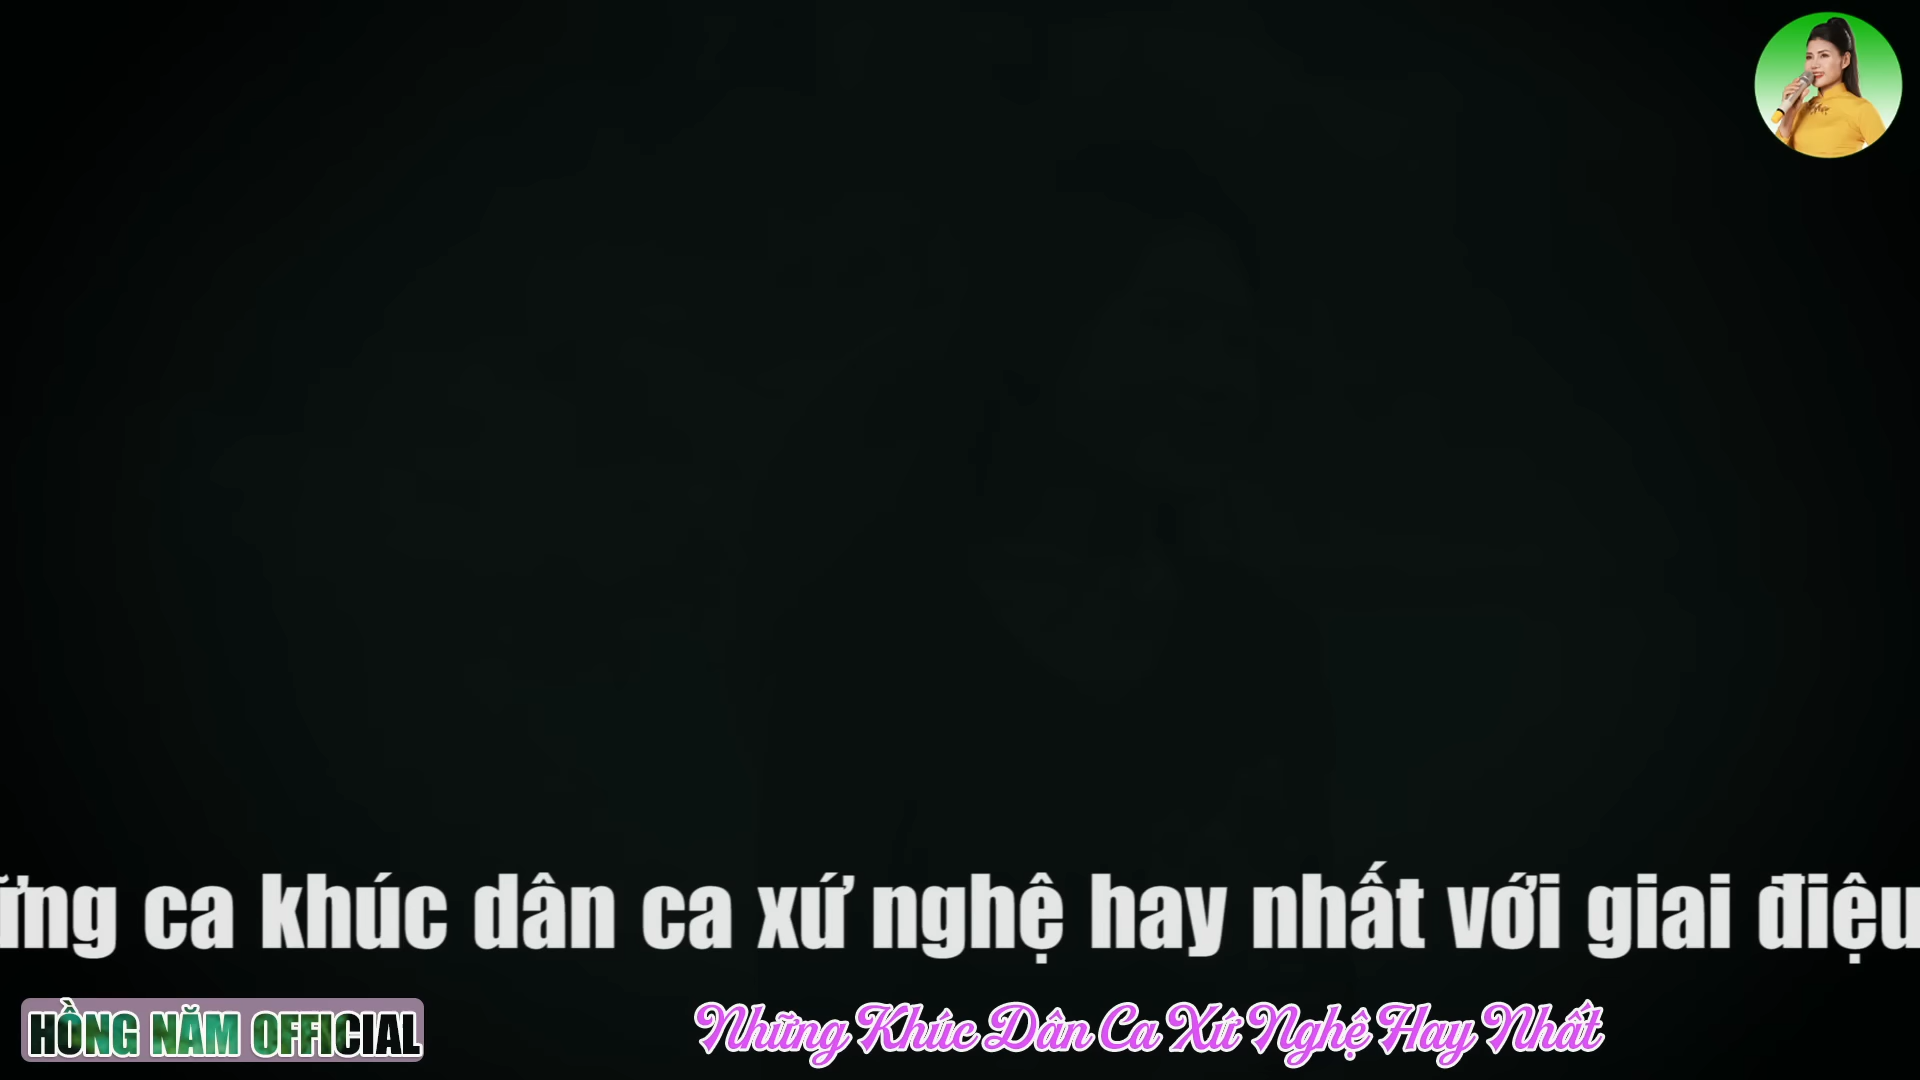 ững ca khúc dân ca xứ nghệ hay nhất với giai điệu
HỒNG NĂM OFFICIAL
Những Khúc Dân Ca Xứ Nghệ Hay Nhất